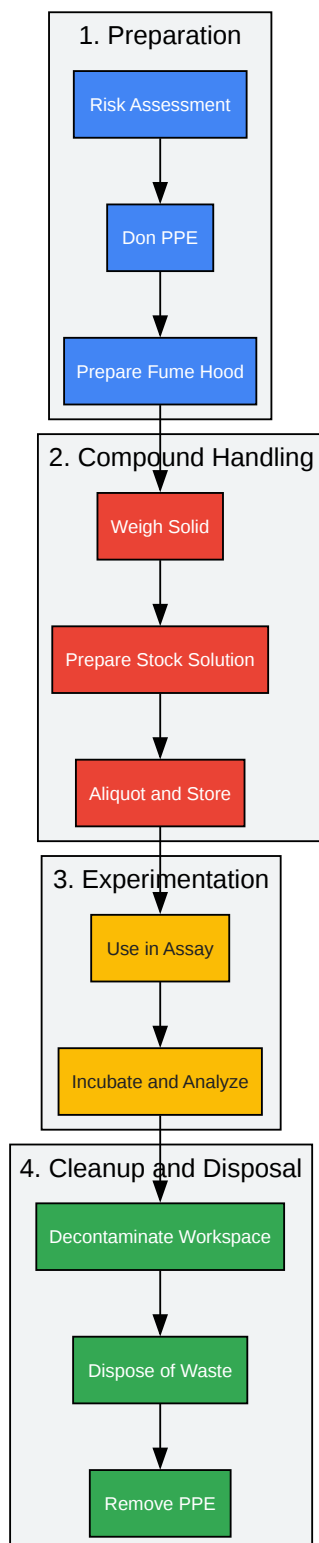 1. Preparation
Risk Assessment
Don PPE
Prepare Fume Hood
2. Compound Handling
Weigh Solid
Prepare Stock Solution
Aliquot and Store
3. Experimentation
Use in Assay
Incubate and Analyze
4. Cleanup and Disposal
Decontaminate Workspace
Dispose of Waste
Remove PPE